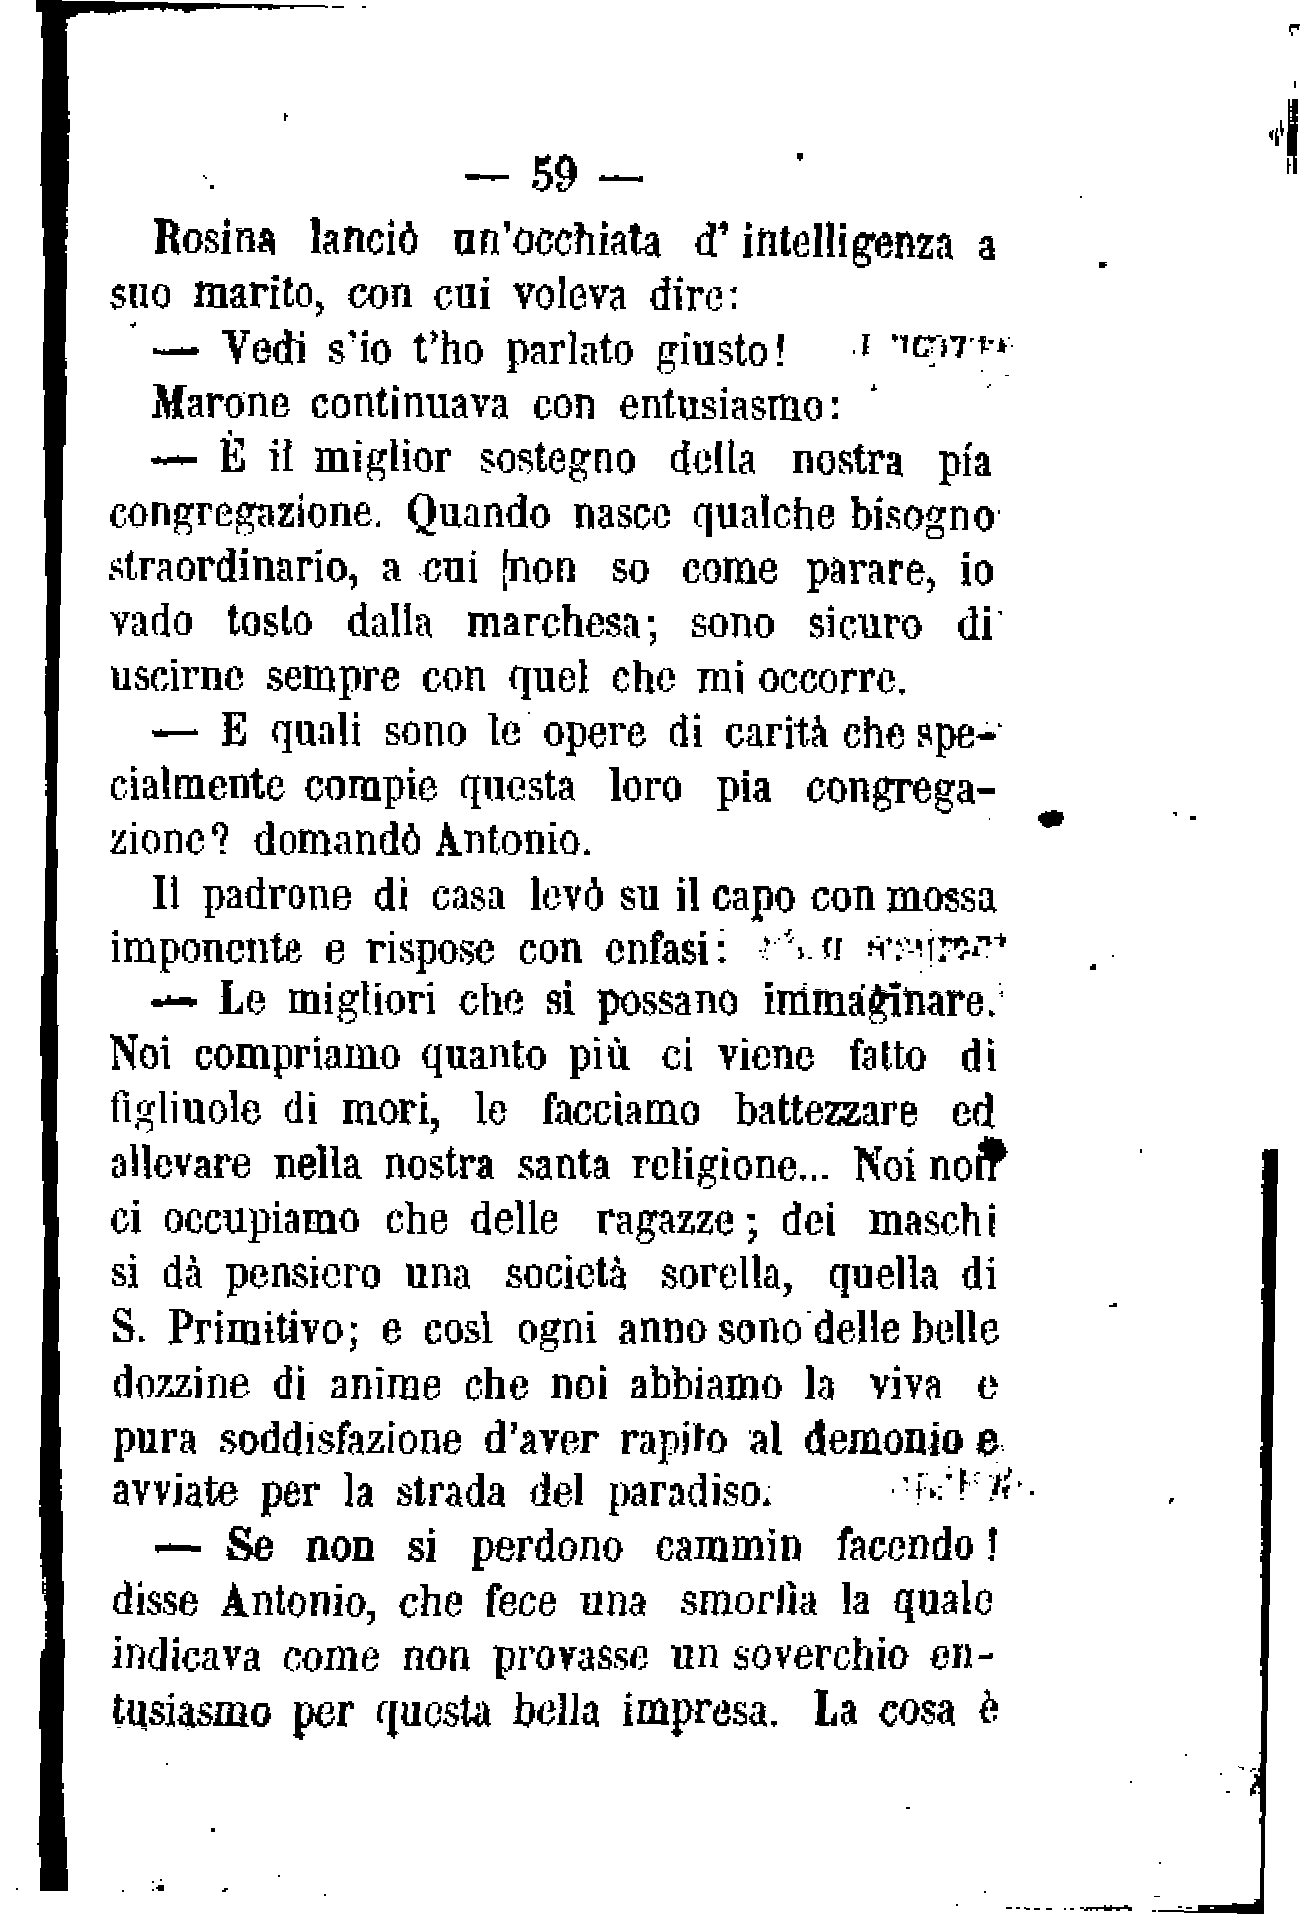 — 59 —
Rosina lanciò un'occhiata d' intelligenza a
suo marito, con cui voleva dire:
— Vedi s'io t'ho parlato giusto!
Marone continuava con entusiasmo:
— È il miglior sostegno della nostra pía
congregazione. Quando nasce qualche bisogno
straordinario, a cui non so come parare, io
vado tosto dalla marchesa; sono sicuro di
uscirne sempre con quel che mi occorre.
— E quali sono le opere di carità che spe-
cialmente compie questa loro pia congrega-
zione? domandò Antonio.
Il padrone di casa levò su il capo con mossa
imponente e rispose con enfasi:
— Le migliori che si possano immaginare.
Noi compriamo quanto più ci viene fatto di
figliuole di mori, le facciamo battezzare ed
allevare nella nostra santa religione... Noi non
ci occupiamo che delle ragazze; dei maschi
si dà pensiero una società sorella, quella di
S. Primitivo; e così ogni anno sono delle belle
dozzine di anime che noi abbiamo la viva e
pura soddisfazione d'aver rapito al demonio e
avviate per la strada del paradiso.
— Se non si perdono cammin facendo!
disse Antonio, che fece una smorfia la quale
indicava come non provasse un soverchio en-
tusiasmo per questa bella impresa. La cosa è